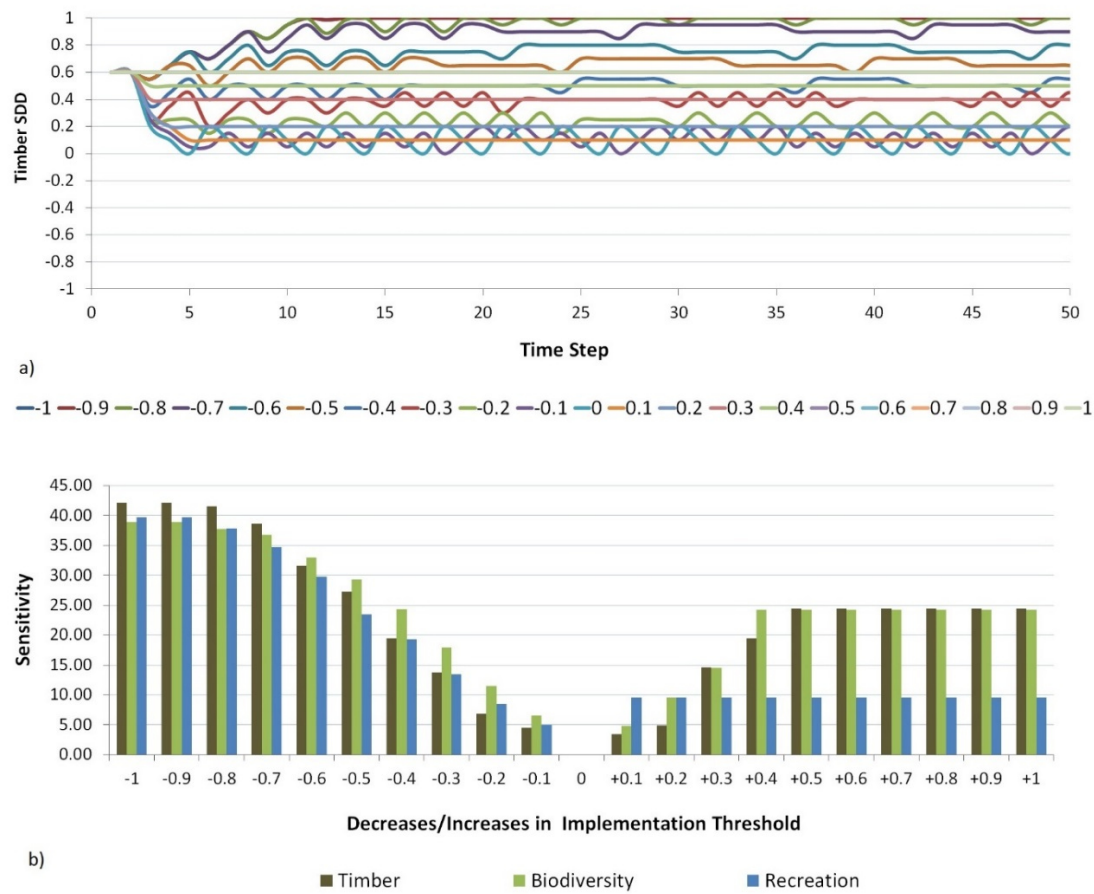 Timber SDD
1
0.8
0.6
0.4
0.2
0
-0.2
-0.4
-0.6
-0.8
-1
0 5 10 15 20 25 30 35 40 45 50
Time Step
a)
-1 -0.9 -0.8 -0.7 -0.6 -0.5 -0.4 -0.3 -0.2 -0.1 0 0.1 0.2 0.3 0.4 0.5 0.6 0.7 0.8 0.9 1
Sensitivity
45.00
40.00
35.00
30.00
25.00
20.00
15.00
10.00
5.00
0.00
-1 -0.9 -0.8 -0.7 -0.6 -0.5 -0.4 -0.3 -0.2 -0.1 0 +0.1 +0.2 +0.3 +0.4 +0.5 +0.6 +0.7 +0.8 +0.9 +1
Decreases/Increases in Implementation Threshold
b)
Timber Biodiversity Recreation